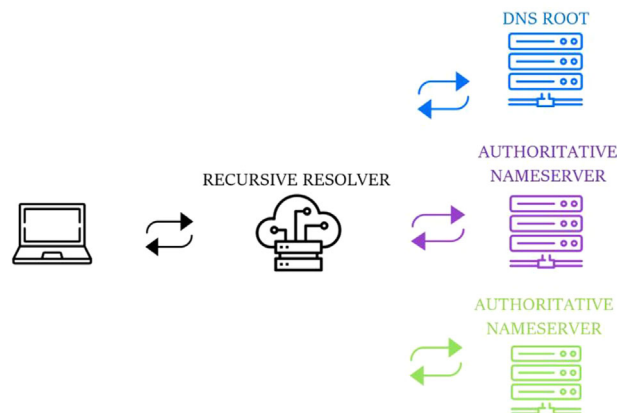 DNS ROOT
AUTHORITATIVE
NAMESERVER
RECURSIVE RESOLVER
AUTHORITATIVE
NAMESERVER